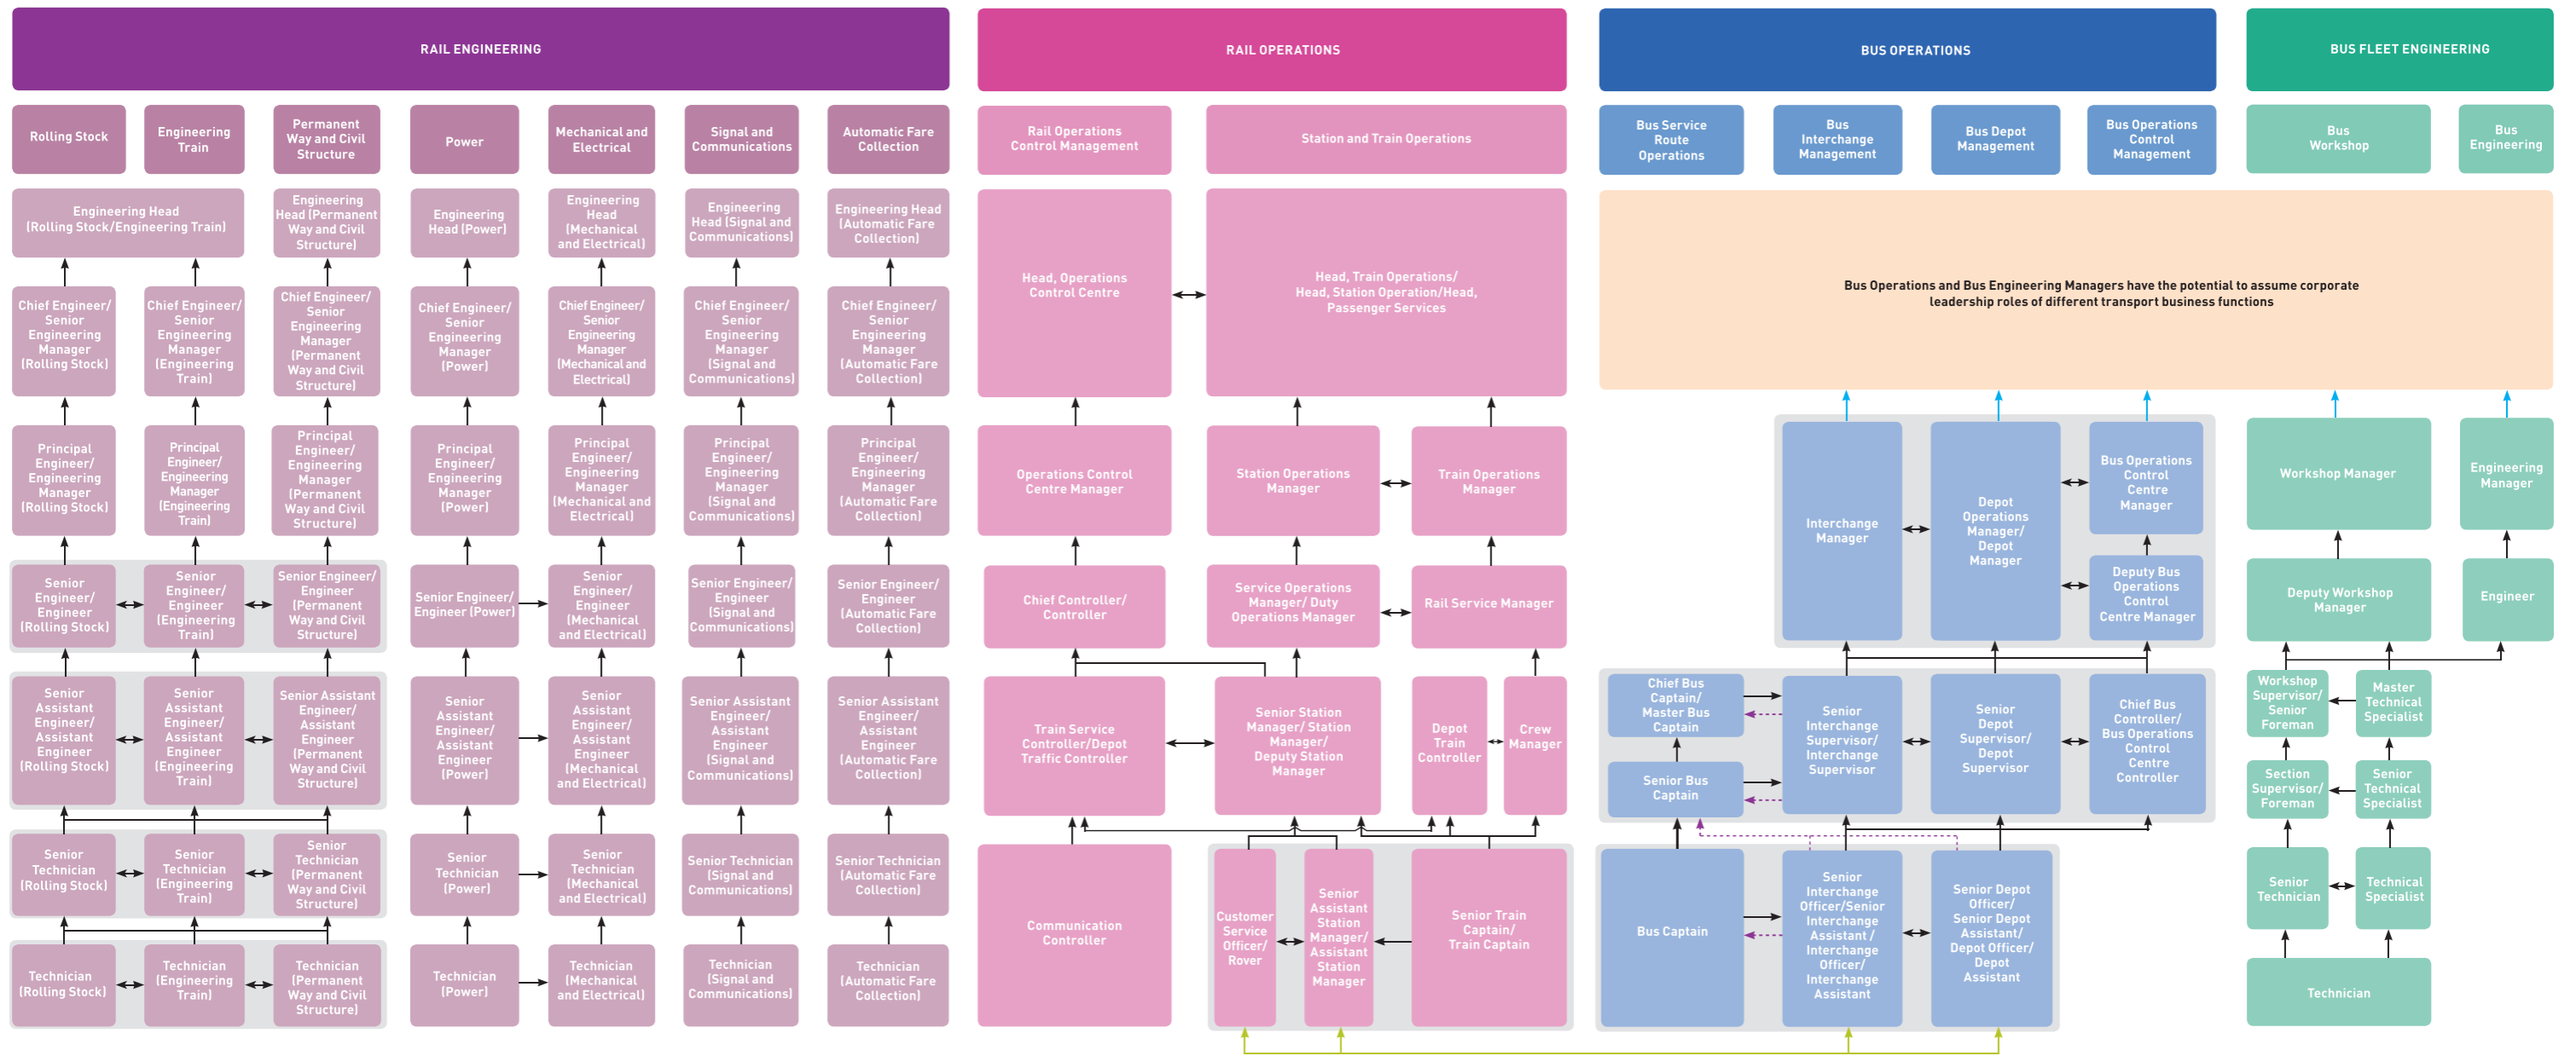 RAIL ENGINEERING
Rolling Stock
Engineering
Train
Permanent
Way and Civil
Structure
Power
Mechanical and
Electrical
Signal and
Communications
Automatic Fare
Collection
Engineering Head
(Rolling Stock/Engineering Train)
Engineering
Head (Permanent
Way and Civil
Structure)
Engineering
Head (Power)
Engineering
Head
(Mechanical
and Electrical)
Engineering
Head (Signal and
Communications)
Engineering Head
(Automatic Fare
Collection)
Chief Engineer/
Senior
Engineering
Manager
(Rolling Stock)
Chief Engineer/
Senior
Engineering
Manager
(Engineering
Train)
Chief Engineer/
Senior
Engineering
Manager
(Permanent
Way and Civil
Structure)
Chief Engineer/
Senior
Engineering
Manager
(Power)
Chief Engineer/
Senior
Engineering
Manager
(Mechanical and
Electrical)
Chief Engineer/
Senior
Engineering
Manager
(Signal and
Communications)
Chief Engineer/
Senior
Engineering
Manager
(Automatic Fare
Collection)
Principal
Engineer/
Engineering
Manager
(Rolling Stock)
Principal
Engineer/
Engineering
Manager
(Engineering
Train)
Principal
Engineer/
Engineering
Manager
(Permanent
Way and Civil
Structure)
Principal
Engineer/
Engineering
Manager
(Power)
Principal
Engineer/
Engineering
Manager
(Mechanical and
Electrical)
Principal
Engineer/
Engineering
Manager
(Signal and
Communications)
Principal
Engineer/
Engineering
Manager
(Automatic Fare
Collection)
Senior
Engineer/
Engineer
(Rolling Stock)
Senior
Engineer/
Engineer
(Engineering
Train)
Senior Engineer/
Engineer
(Permanent
Way and Civil
Structure)
Senior Engineer/
Engineer (Power)
Senior
Engineer/
Engineer
(Mechanical
and Electrical)
Senior Engineer/
Engineer
(Signal and
Communications)
Senior Engineer/
Engineer
(Automatic Fare
Collection)
Senior
Assistant
Engineer/
Assistant
Engineer
(Rolling Stock)
Senior
Assistant
Engineer/
Assistant
Engineer
(Engineering
Train)
Senior Assistant
Engineer/
Assistant
Engineer
(Permanent
Way and Civil
Structure)
Senior
Assistant
Engineer/
Assistant
Engineer
(Power)
Senior
Assistant
Engineer/
Assistant
Engineer
(Mechanical
and Electrical)
Senior Assistant
Engineer/
Assistant
Engineer
(Signal and
Communications)
Senior Assistant
Engineer/
Assistant
Engineer
(Automatic Fare
Collection)
Senior
Technician
(Rolling Stock)
Senior
Technician
(Engineering
Train)
Senior
Technician
(Permanent
Way and Civil
Structure)
Senior
Technician
(Power)
Senior
Technician
(Mechanical
and Electrical)
Senior Technician
(Signal and
Communications)
Senior Technician
(Automatic Fare
Collection)
Technician
(Rolling Stock)
Technician
(Engineering
Train)
Technician
(Permanent
Way and Civil
Structure)
Technician
(Power)
Technician
(Mechanical
and Electrical)
Technician
(Signal and
Communications)
Technician
(Automatic Fare
Collection)
RAIL OPERATIONS
Rail Operations
Control Management
Station and Train Operations
Head, Operations
Control Centre
Head, Train Operations/
Head, Station Operation/Head,
Passenger Services
Operations Control
Centre Manager
Station Operations
Manager
Train Operations
Manager
Chief Controller/
Controller
Service Operations
Manager/ Duty
Operations Manager
Rail Service Manager
Train Service
Controller/Depot
Traffic Controller
Senior Station
Manager/ Station
Manager/
Deputy Station
Manager
Depot
Train
Controller
Crew
Manager
Communication
Controller
Customer
Service
Officer/
Rover
Senior
Assistant
Station
Manager/
Assistant
Station
Manager
Senior Train
Captain/
Train Captain
BUS OPERATIONS
Bus Service
Route
Operations
Bus
Interchange
Management
Bus Depot
Management
Bus Operations
Control
Management
BUS FLEET ENGINEERING
Bus
Workshop
Bus
Engineering
Bus Operations and Bus Engineering Managers have the potential to assume corporate
leadership roles of different transport business functions
Interchange
Manager
Depot
Operations
Manager/
Depot
Manager
Bus Operations
Control
Centre
Manager
Deputy Bus
Operations
Control
Centre Manager
Chief Bus
Captain/
Master Bus
Captain
Senior Bus
Captain
Senior
Interchange
Supervisor/
Interchange
Supervisor
Senior
Depot
Supervisor/
Depot
Supervisor
Chief Bus
Controller/
Bus Operations
Control
Centre
Controller
Bus Captain
Senior
Interchange
Officer/Senior
Interchange
Assistant /
Interchange
Officer/
Interchange
Assistant
Senior Depot
Officer/
Senior Depot
Assistant/
Depot Officer/
Depot
Assistant
Workshop Manager
Engineering
Manager
Deputy Workshop
Manager
Engineer
Workshop
Supervisor/
Senior
Foreman
Master
Technical
Specialist
Section
Supervisor/
Foreman
Senior
Technical
Specialist
Senior
Technician
Technical
Specialist
Technician